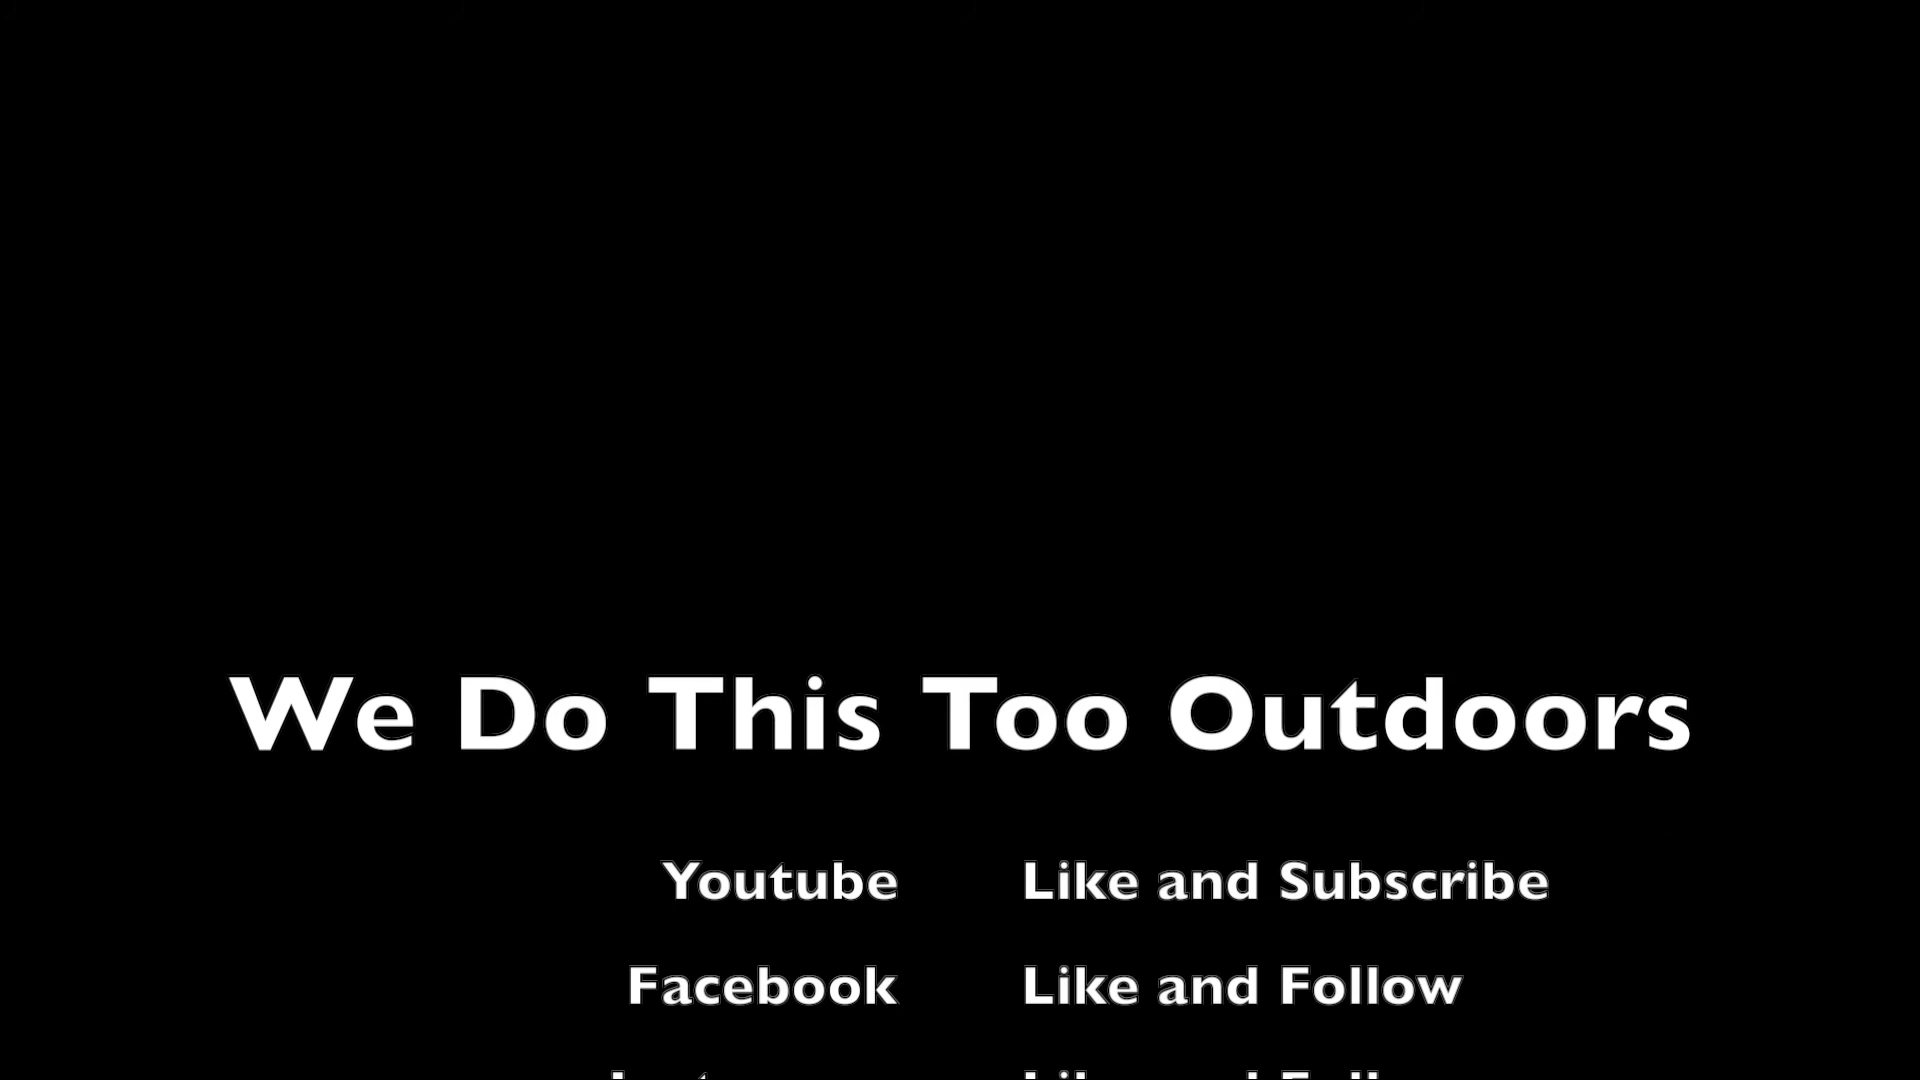 We Do This Too Outdoors
Youtube Like and Subscribe
Facebook Like and Follow